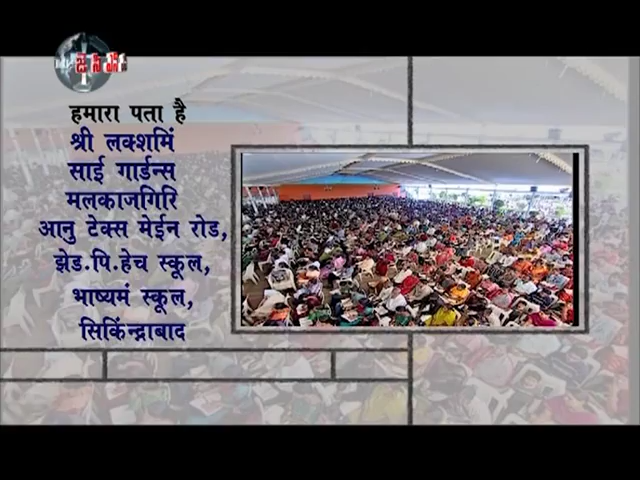 हमारा पता है
श्री लक्शमिं
साई गार्डन्स
मलकाजगिरि
आनु टेक्स मेईन रोड,
झेड.पि.हेच स्कूल,
भाष्यमं स्कूल,
सिकिंन्द्राबाद